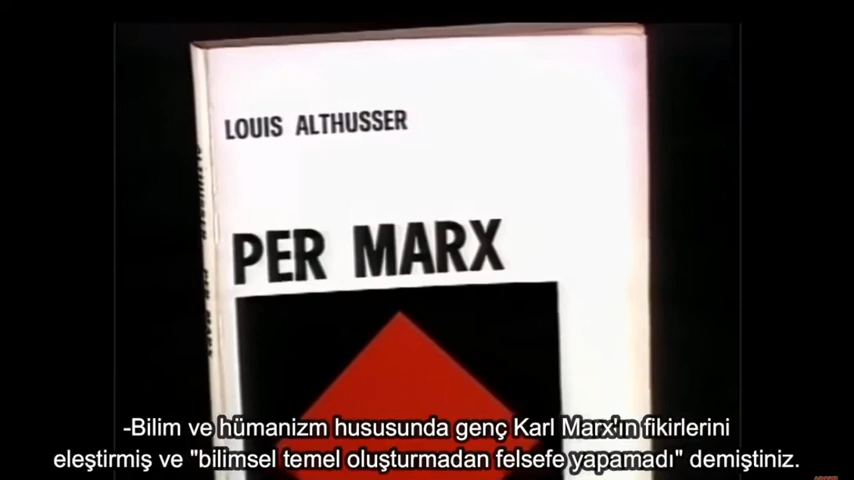 LOUIS ALTHUSSER
PER MARX
-Bilim ve hümanizm hususunda genç Karl Marx'ın fikirlerini
eleştirmiş ve "bilimsel temel oluşturmadan felsefe yapamadı" demiştiniz.